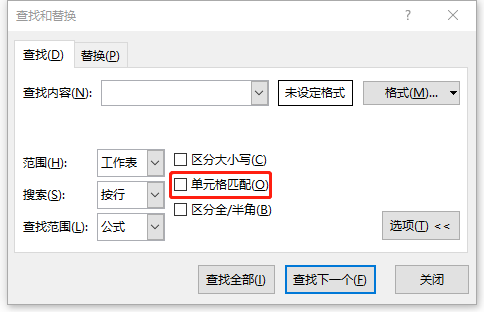 查找和替换
查找(D) 替换(P)
查找内容(N): 未设定格式 格式(M)...
范围(H): 工作表 区分大小写(C)
搜索(S): 按行 单元格匹配(O)
查找范围(L): 公式 区分全/半角(B)
选项(T) <<
查找全部(I) 查找下一个(F) 关闭